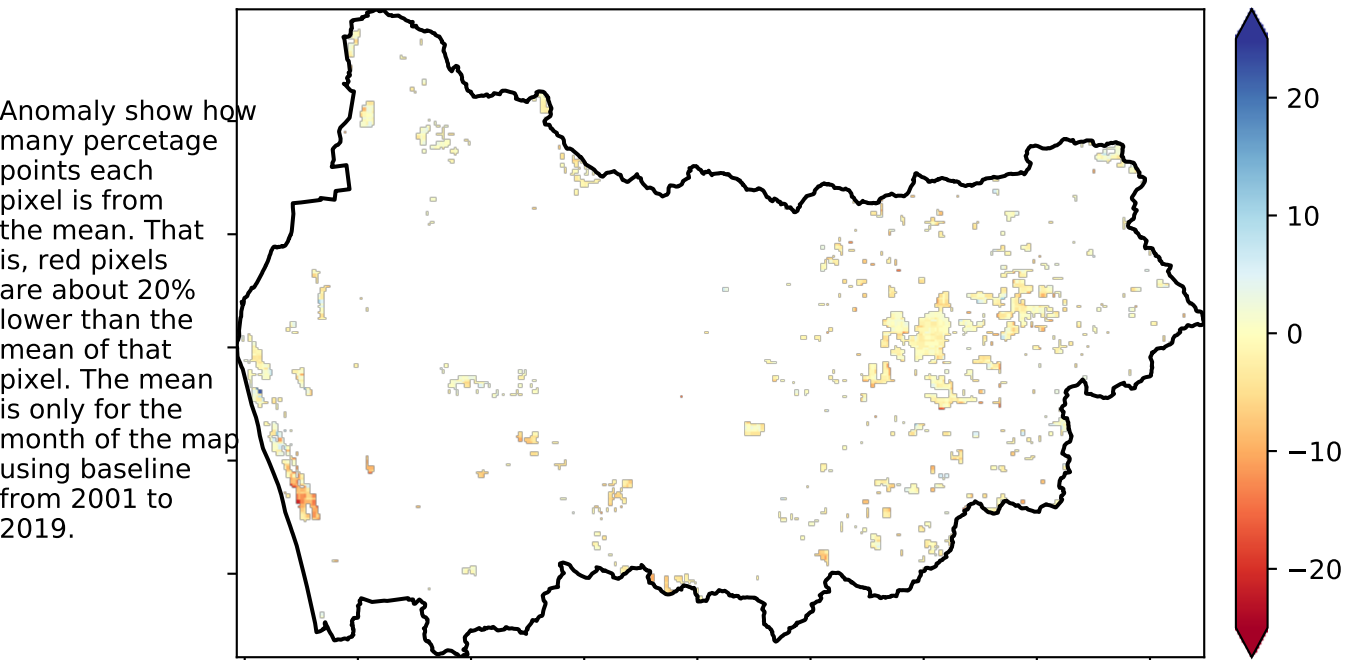 Anomaly show how
many percetage
points each
pixel is from
the mean. That
is, red pixels
are about 20%
lower than the
mean of that
pixel. The mean
is only for the
month of the map
using baseline
from 2001 to
2019.
20
10
0
−10
−20